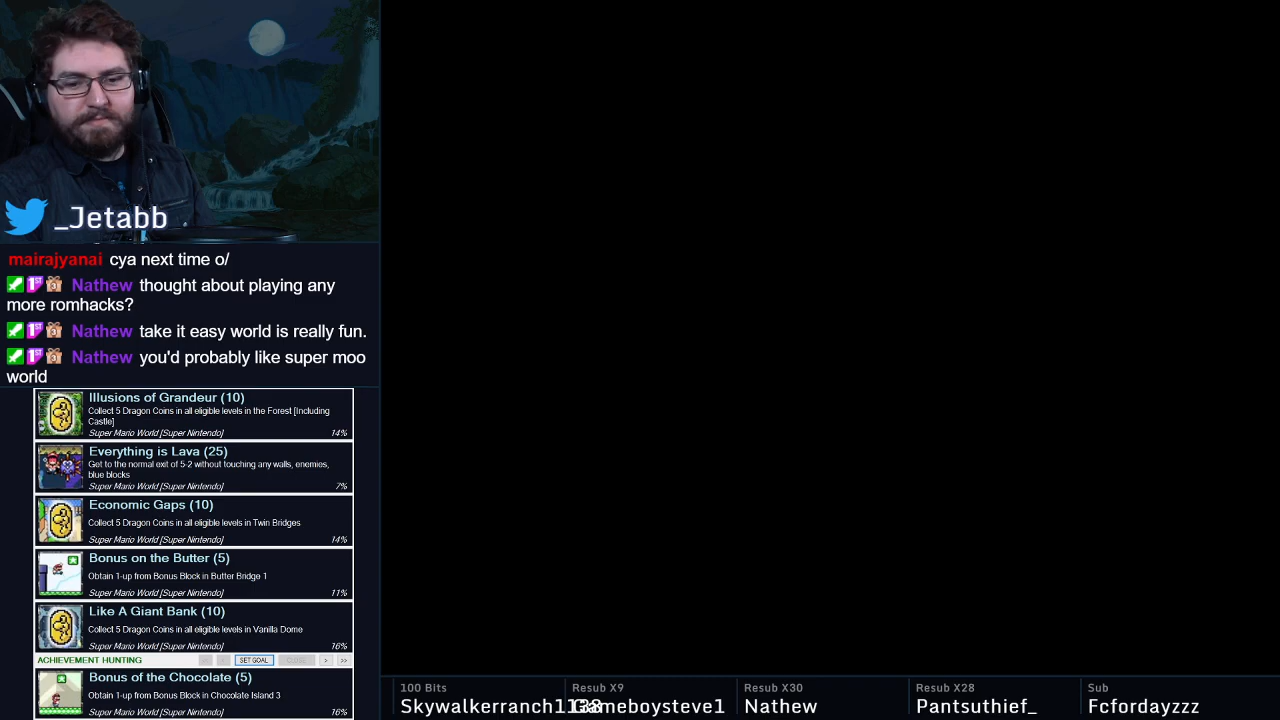 _Jetabb
mairajyanai cya next time o/
Nathew thought about playing any
more romhacks?
Nathew take it easy world is really fun.
Nathew you'd probably like super moo
world
Illusions of Grandeur (10)
Collect 5 Dragon Coins in all eligible levels in the Forest [Including
Castle]
Super Mario World [Super Nintendo]
14%
Everything is Lava (25)
Get to the normal exit of 5-2 without touching any walls, enemies,
blue blocks
Super Mario World [Super Nintendo]
7%
Economic Gaps (10)
Collect 5 Dragon Coins in all eligible levels in Twin Bridges
Super Mario World [Super Nintendo]
14%
Bonus on the Butter (5)
Obtain 1-up from Bonus Block in Butter Bridge 1
Super Mario World [Super Nintendo]
11%
Like A Giant Bank (10)
Collect 5 Dragon Coins in all eligible levels in Vanilla Dome
Super Mario World [Super Nintendo]
16%
ACHIEVEMENT HUNTING
SET GOAL
>
>>
Bonus of the Chocolate (5)
Obtain 1-up from Bonus Block in Chocolate Island 3
Super Mario World [Super Nintendo]
16%
100 Bits
Skywalkerranch1138
Resub X9
Gameboysteve1
Resub X30
Nathew
Resub X28
Pantsuthief_
Sub
Fcfordayzzz